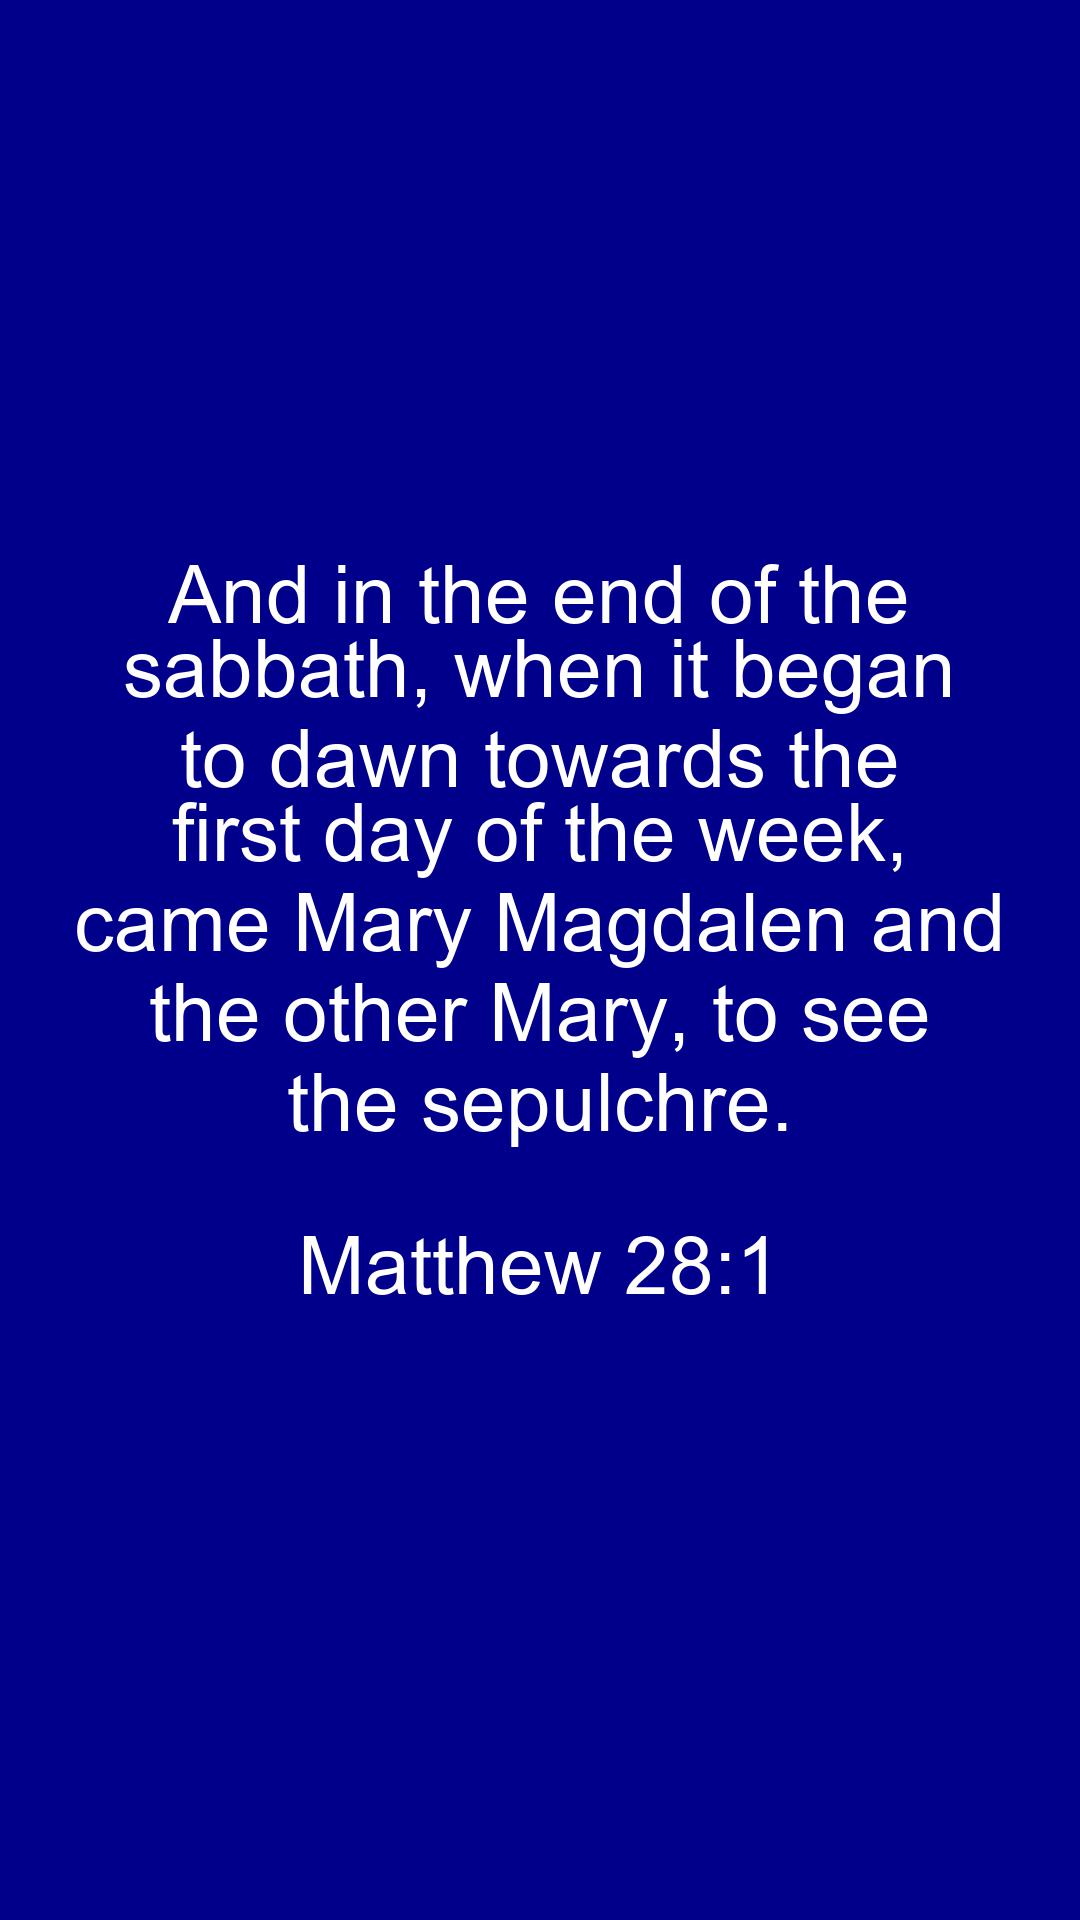 And in the end of the
sabbath, when it began
to dawn towards the
first day of the week,
came Mary Magdalen and
the other Mary, to see
the sepulchre.
Matthew 28:1